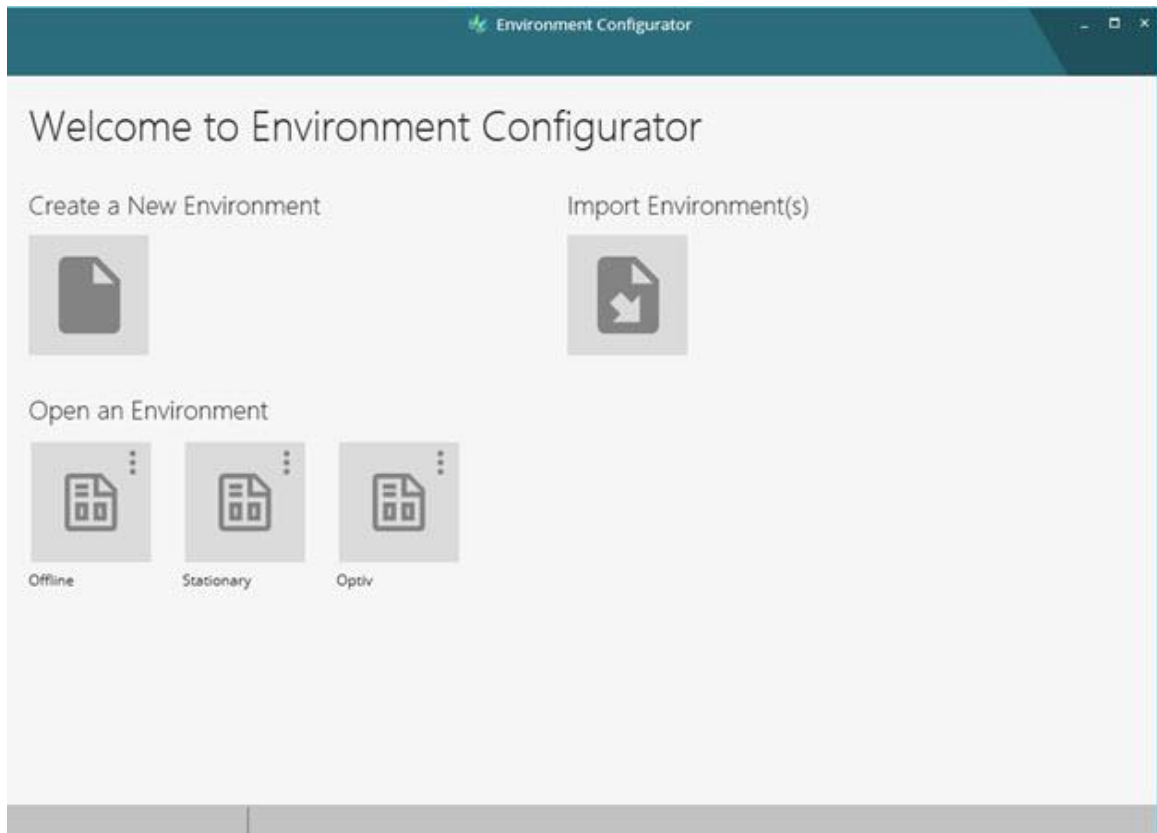 Environment Configurator
Welcome to Environment Configurator
Create a New Environment
Import Environment(s)
Open an Environment
Offline
Stationary
Optiv